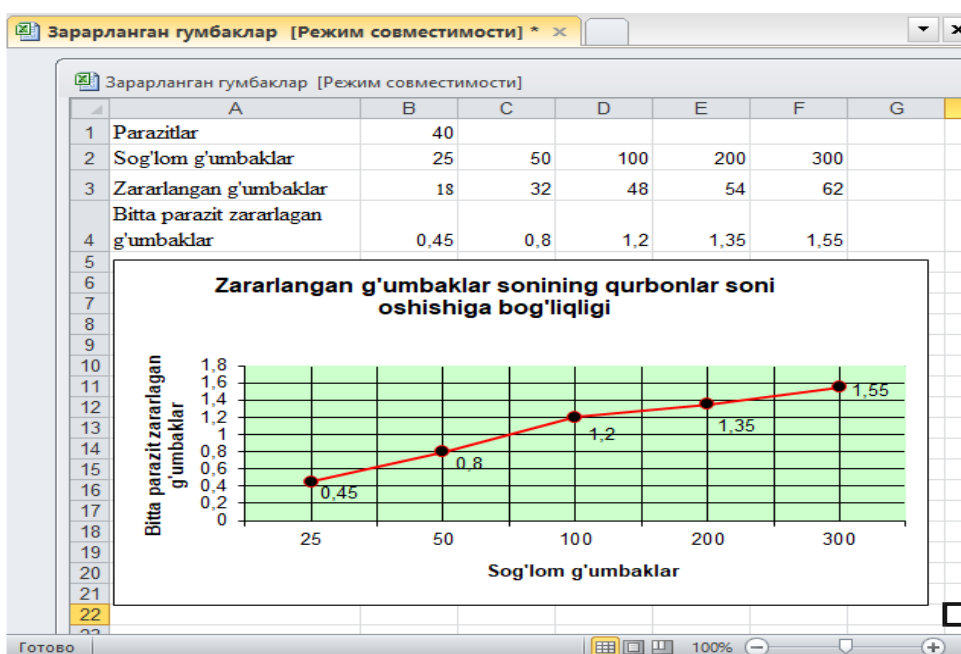 Зарарланган гумбаклар [Режим совместимости] *
Зарарланган гумбаклар [Режим совместимости]
A B C D E F G
1 Parazitlar 40
2 Sog'lom g'umbaklar 25 50 100 200 300
3 Zararlangan g'umbaklar 18 32 48 54 62
Bitta parazit zararlagan
4 g'umbaklar 0,45 0,8 1,2 1,35 1,55
5
6
7
8
9
10
11
12
13
14
15
16
17
18
19
20
21
22
Zararlangan g'umbaklar sonining qurbonlar soni
oshishiga bog'liqligi
Bitta parazit zararlagan
g'umbaklar
1,8
1,6
1,4
1,2
1
0,8
0,6
0,4
0,2
0
0,45
0,8
1,2
1,35
1,55
25 50 100 200 300
Sog'lom g'umbaklar
Готово 100%